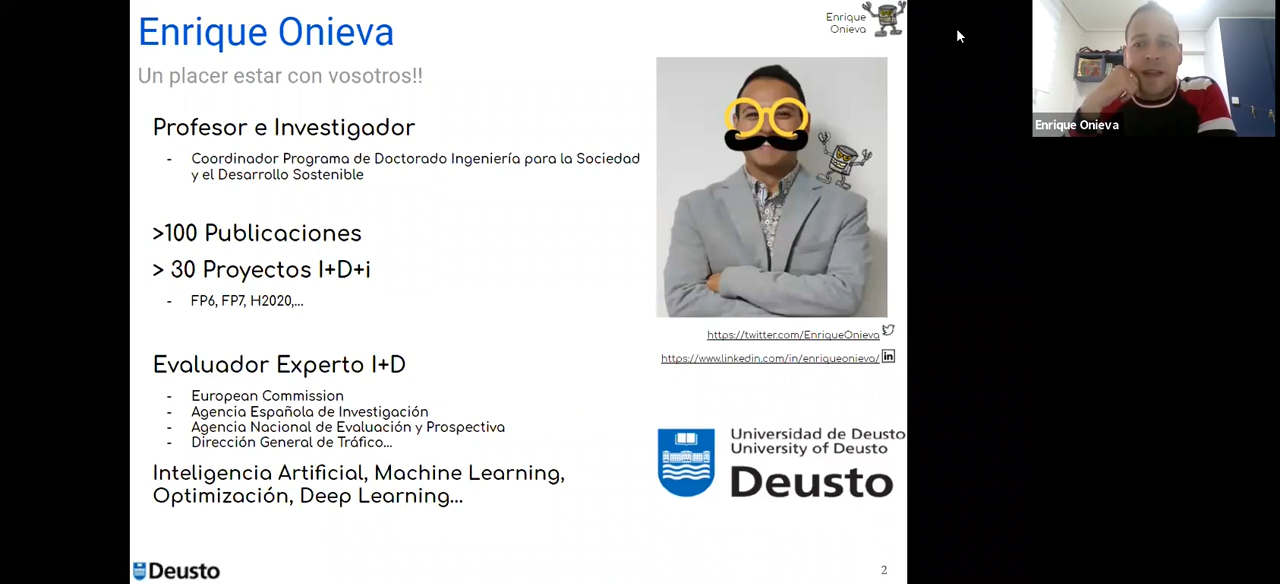 Enrique Onieva
Un placer estar con vosotros!!
Enrique
Onieva
Profesor e Investigador
- Coordinador Programa de Doctorado Ingeniería para la Sociedad
y el Desarrollo Sostenible
>100 Publicaciones
> 30 Proyectos I+D+i
- FP6, FP7, H2020,...
Evaluador Experto I+D
- European Commission
- Agencia Española de Investigación
- Agencia Nacional de Evaluación y Prospectiva
- Dirección General de Tráfico...
Inteligencia Artificial, Machine Learning,
Optimización, Deep Learning...
https://twitter.com/EnriqueOnieva
https://www.linkedin.com/in/enriqueonieva/
in
Universidad de Deusto
University of Deusto
Deusto
Deusto
2
Enrique Onieva